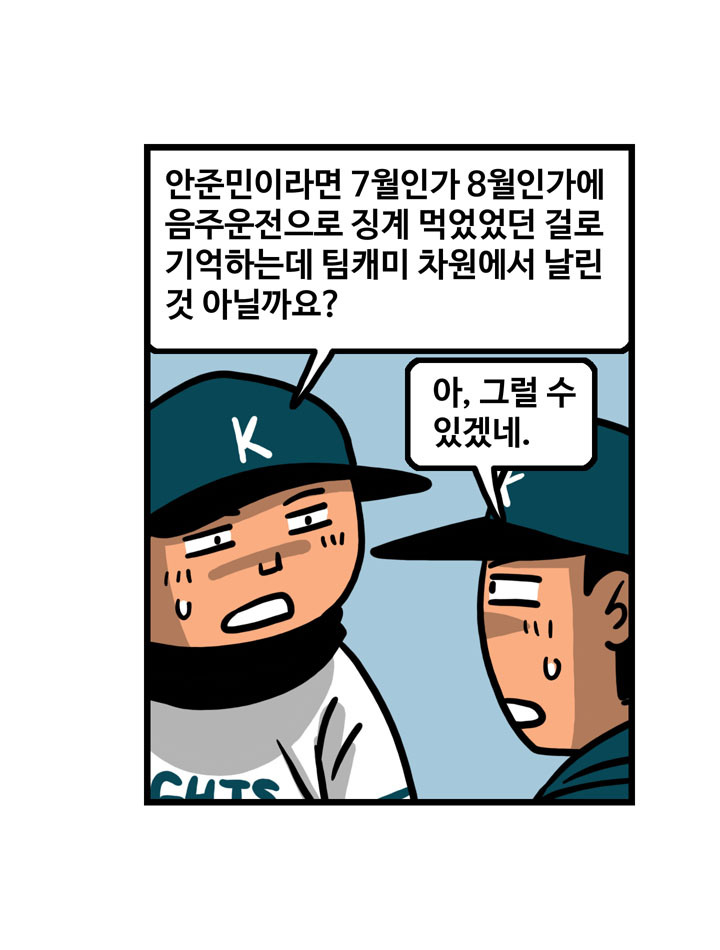 안준민이라면 7월인가 8월인가에
음주운전으로 징계 먹었었던 걸로
기억하는데 팀캐미 차원에서 날린
것 아닐까요?
아, 그럴 수
있겠네.
K
K
GHTS